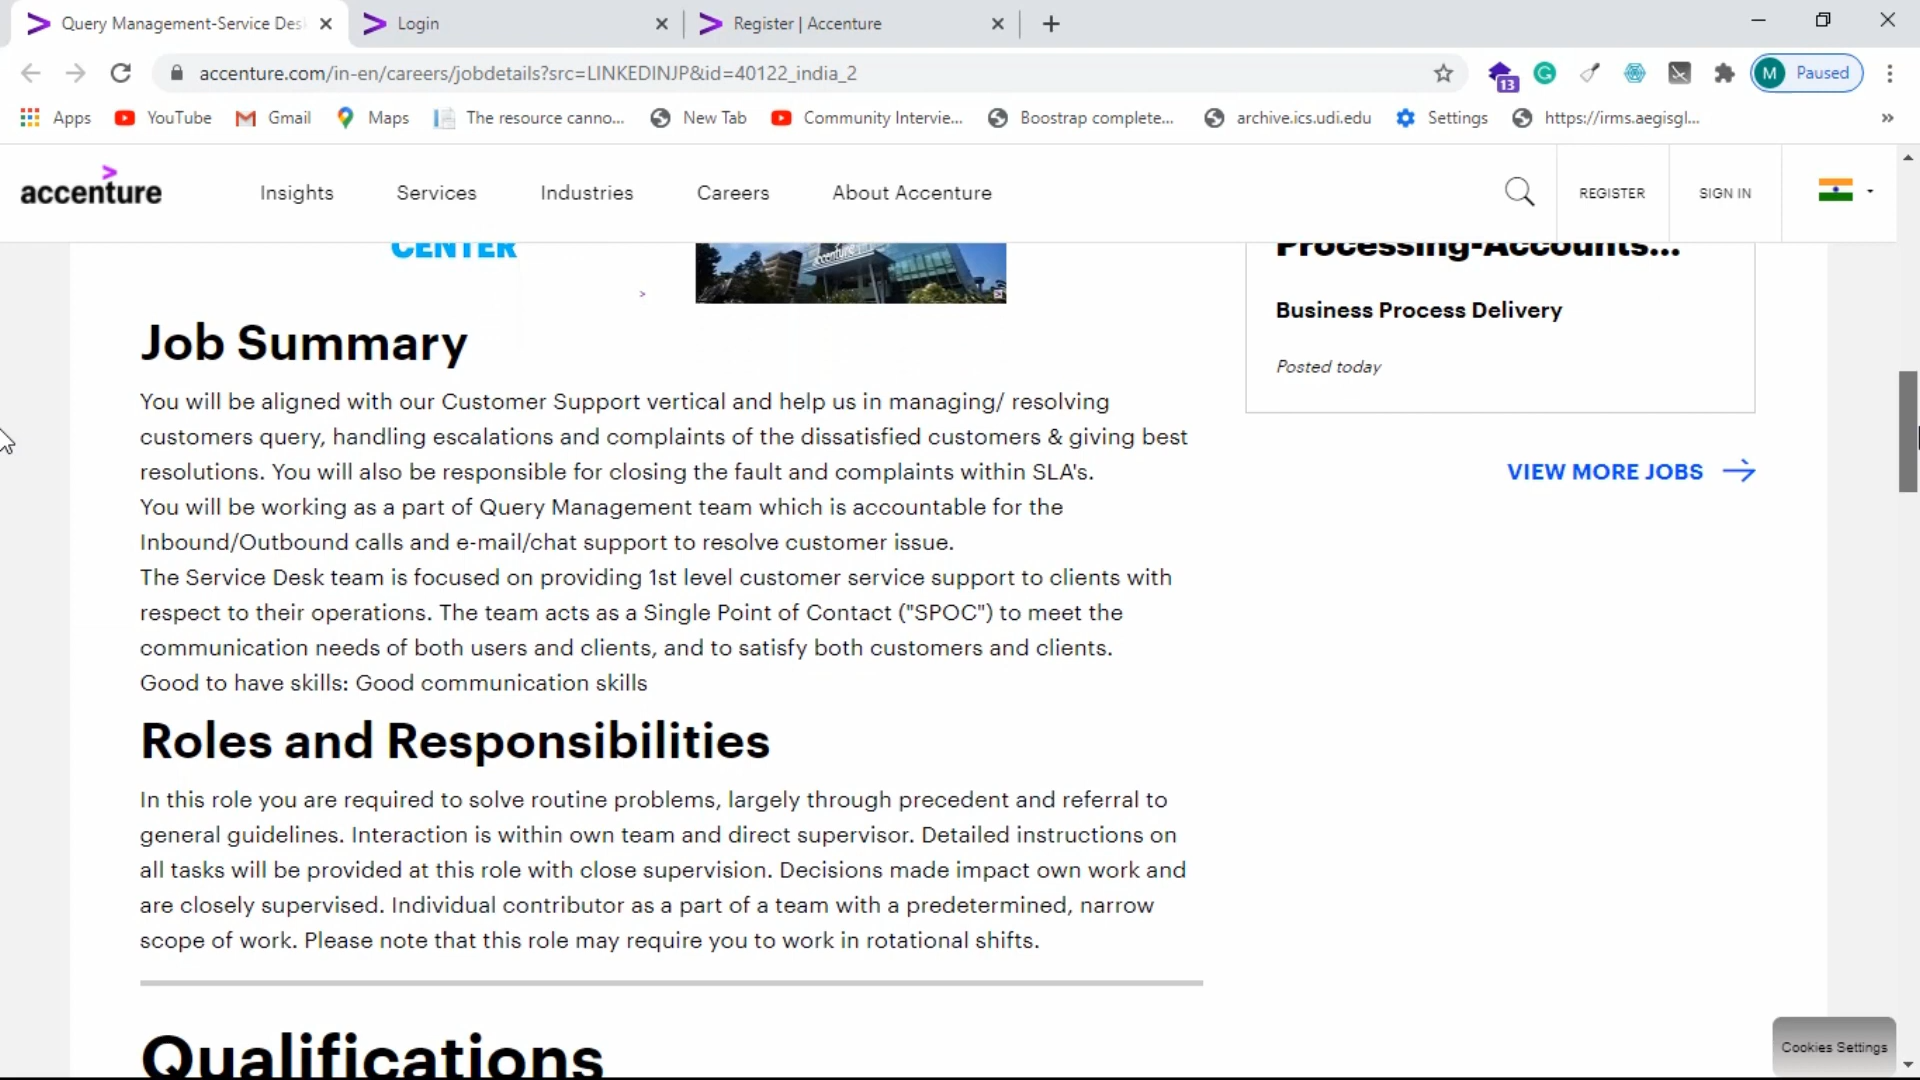 Query Management-Service Des
Login
Register | Accenture
accenture.com/in-en/careers/jobdetails?src=LINKEDINJP&id=40122_india_2
13
G
M
Paused
Apps
YouTube
Gmail
Maps
The resource canno...
New Tab
Community Intervie...
Boostrap complete...
archive.ics.udi.edu
Settings
https://irms.aegisgl...
»
accenture
Insights
Services
Industries
Careers
About Accenture
REGISTER
SIGN IN
CENTER
accenture
>
Processing-Accounts...
Business Process Delivery
Posted today
VIEW MORE JOBS
Job Summary
You will be aligned with our Customer Support vertical and help us in managing/ resolving
customers query, handling escalations and complaints of the dissatisfied customers & giving best
resolutions. You will also be responsible for closing the fault and complaints within SLA's.
You will be working as a part of Query Management team which is accountable for the
Inbound/Outbound calls and e-mail/chat support to resolve customer issue.
The Service Desk team is focused on providing 1st level customer service support to clients with
respect to their operations. The team acts as a Single Point of Contact ("SPOC") to meet the
communication needs of both users and clients, and to satisfy both customers and clients.
Good to have skills: Good communication skills
Roles and Responsibilities
In this role you are required to solve routine problems, largely through precedent and referral to
general guidelines. Interaction is within own team and direct supervisor. Detailed instructions on
all tasks will be provided at this role with close supervision. Decisions made impact own work and
are closely supervised. Individual contributor as a part of a team with a predetermined, narrow
scope of work. Please note that this role may require you to work in rotational shifts.
Qualifications
Cookies Settings